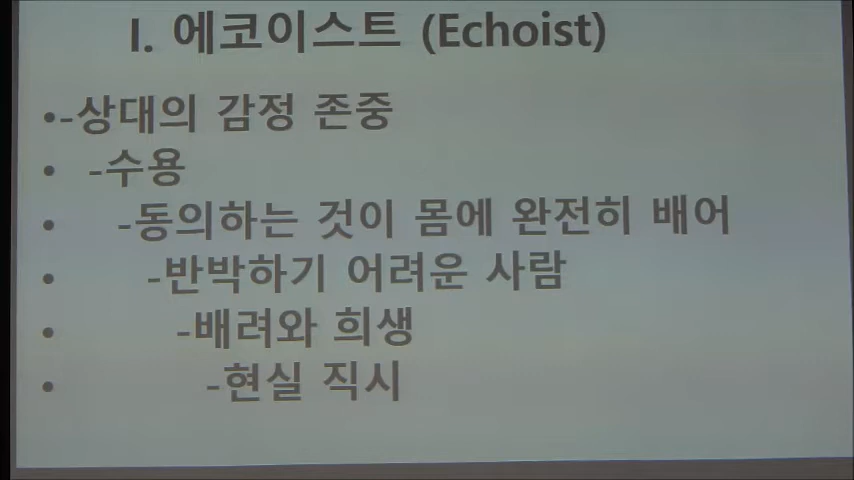 I. 에코이스트 (Echoist)
•-상대의 감정 존중
• -수용
• -동의하는 것이 몸에 완전히 배어
• -반박하기 어려운 사람
• -배려와 희생
• -현실 직시